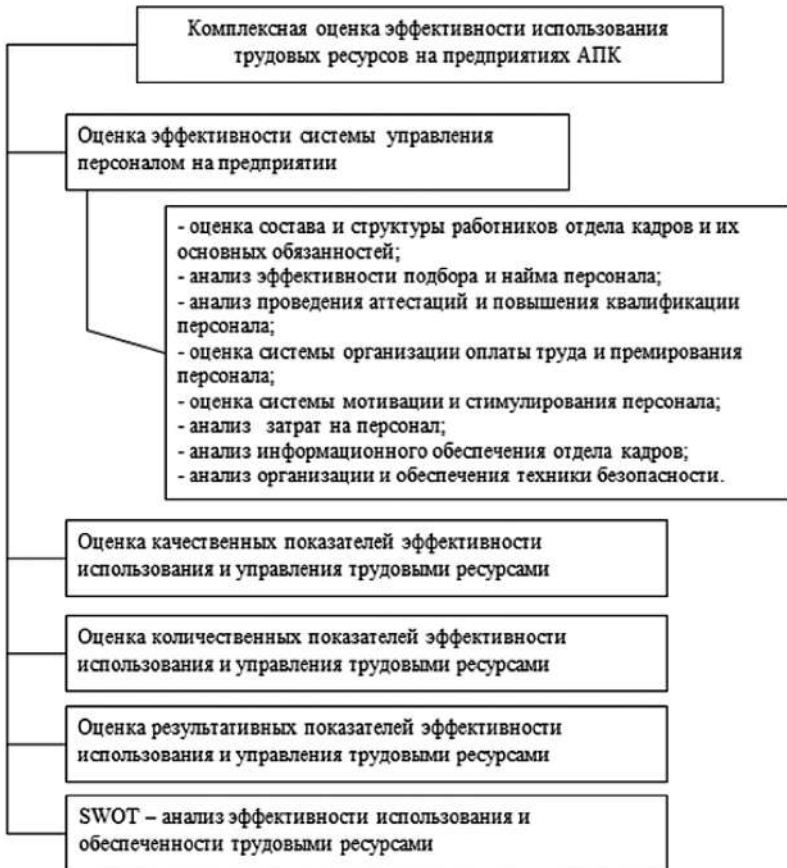 Комплексная оценка эффективности использования
трудовых ресурсов на предприятиях АПК
Оценка эффективности системы управления
персоналом на предприятии
- оценка состава и структуры работников отдела кадров и их
основных обязанностей;
- анализ эффективности подбора и найма персонала;
- анализ проведения аттестаций и повышения квалификации
персонала;
- оценка системы организации оплаты труда и премирования
персонала;
- оценка системы мотивации и стимулирования персонала;
- анализ затрат на персонал;
- анализ информационного обеспечения отдела кадров;
- анализ организации и обеспечения техники безопасности.
Оценка качественных показателей эффективности
использования и управления трудовыми ресурсами
Оценка количественных показателей эффективности
использования и управления трудовыми ресурсами
Оценка результативных показателей эффективности
использования и управления трудовыми ресурсами
SWOT – анализ эффективности использования и
обеспеченности трудовыми ресурсами